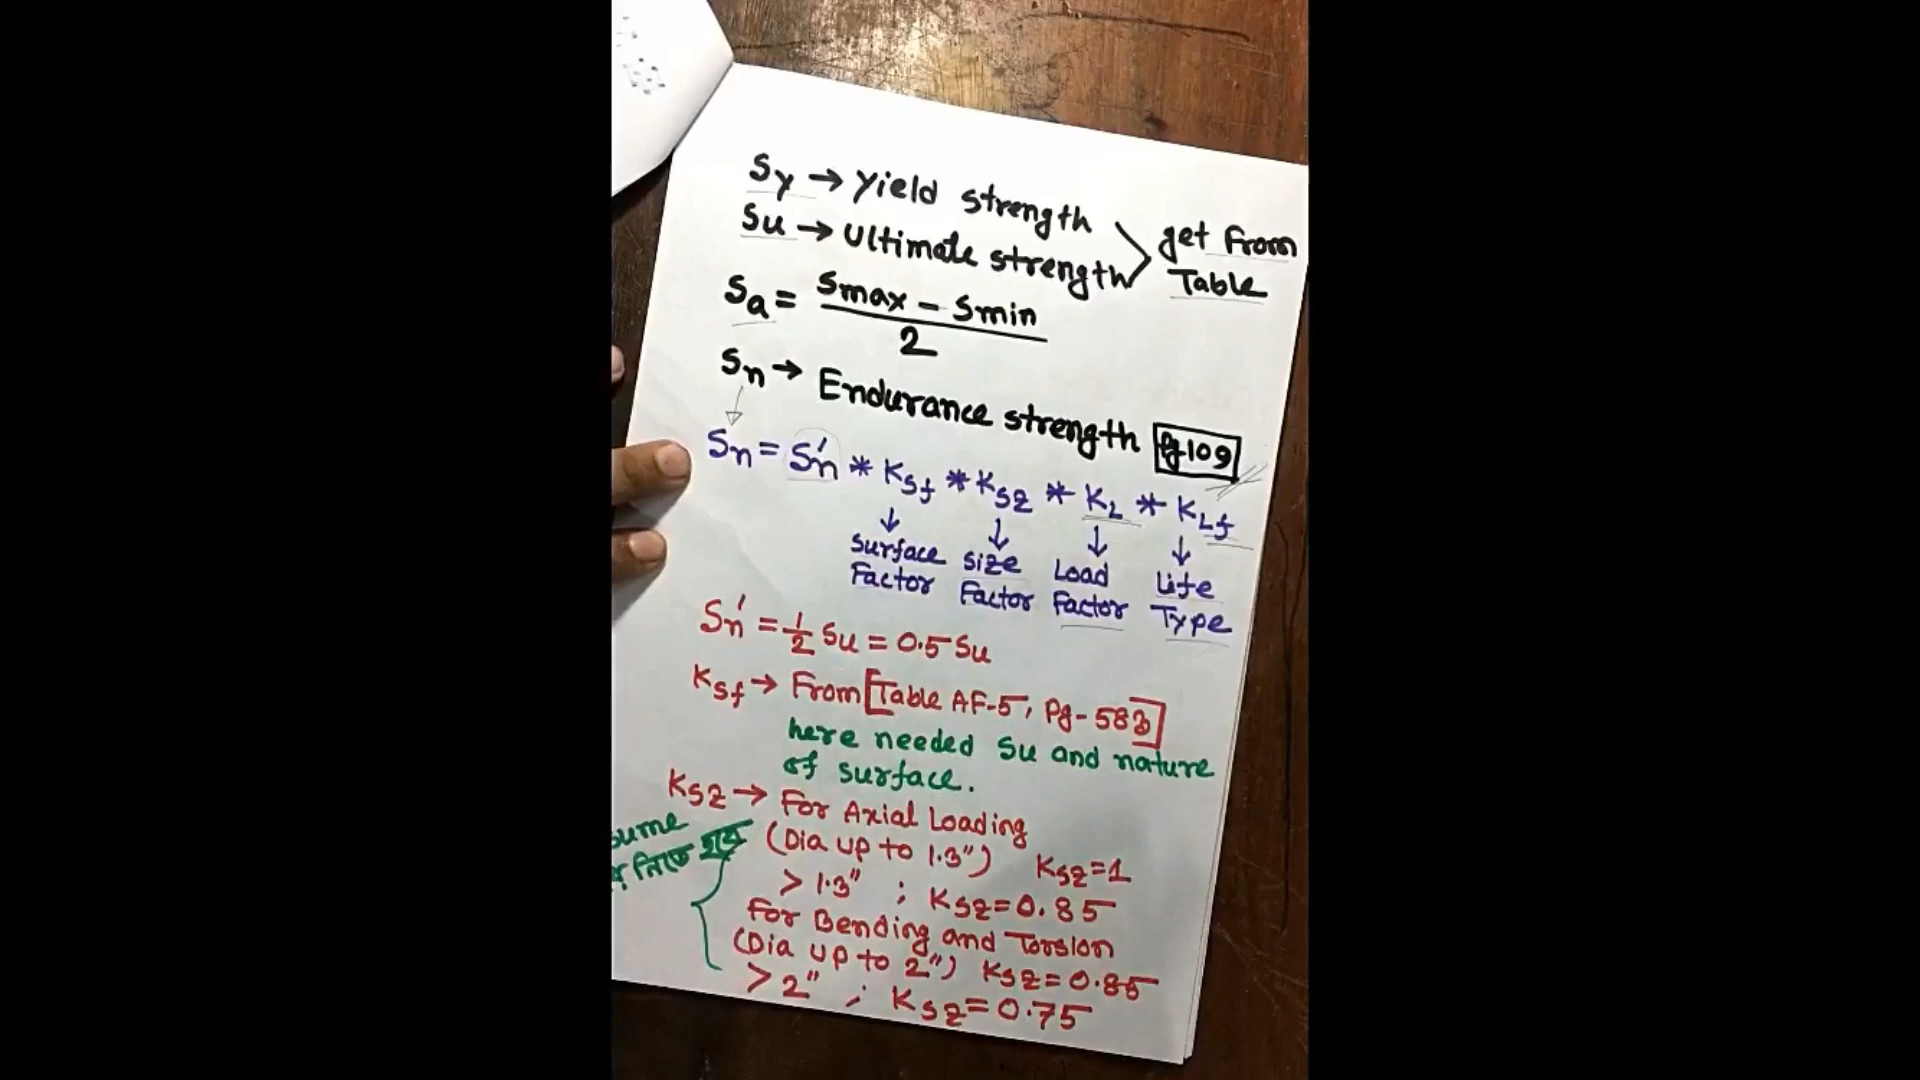 Sy → Yield strength
Su → Ultimate strength
get From
Table
Sa = Smax - Smin / 2
Sn → Endurance strength Pg 109
Sn = Sn' * Ksf * Ksz * KL * KLf
Surface Factor
Size Factor
Load Factor
Life Type
Sn' = 1/2 Su = 0.5 Su
Ksf → From [Table AF-5, Pg-583]
here needed Su and nature
of surface.
Ksz → For Axial Loading
(Dia up to 1.3") Ksz=1
> 1.3" ; Ksz=0.85
For Bending and Torsion
(Dia up to 2") Ksz=0.85
> 2" ; Ksz=0.75
নিতে হবে